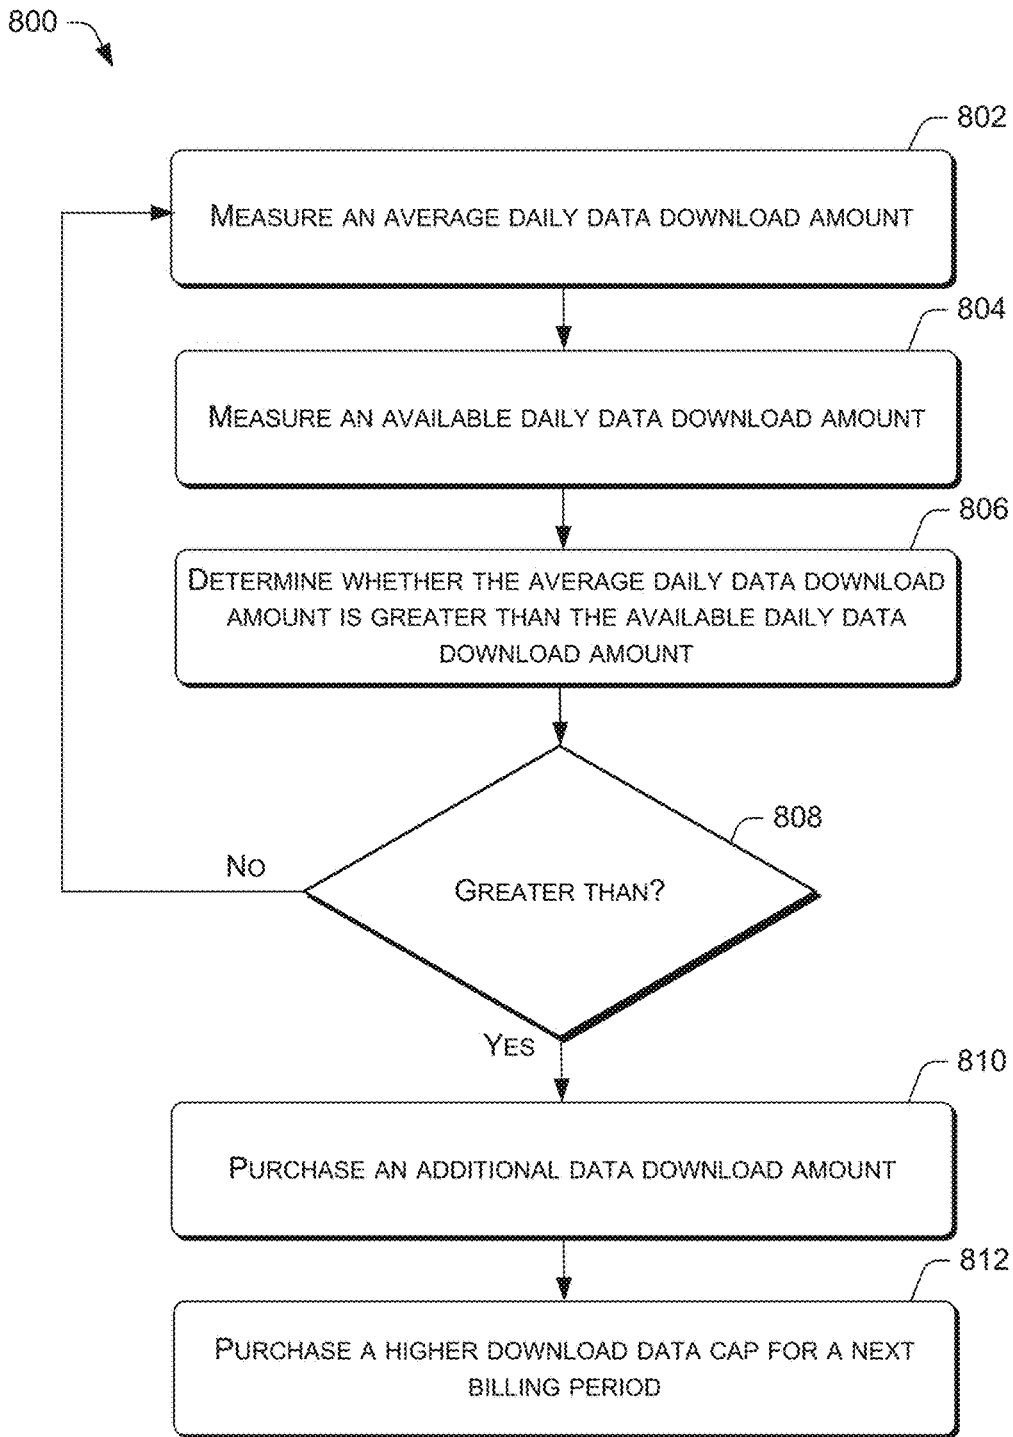 800
802
MEASURE AN AVERAGE DAILY DATA DOWNLOAD AMOUNT
804
MEASURE AN AVAILABLE DAILY DATA DOWNLOAD AMOUNT
806
DETERMINE WHETHER THE AVERAGE DAILY DATA DOWNLOAD
AMOUNT IS GREATER THAN THE AVAILABLE DAILY DATA
DOWNLOAD AMOUNT
808
NO
GREATER THAN?
YES
810
PURCHASE AN ADDITIONAL DATA DOWNLOAD AMOUNT
812
PURCHASE A HIGHER DOWNLOAD DATA CAP FOR A NEXT
BILLING PERIOD